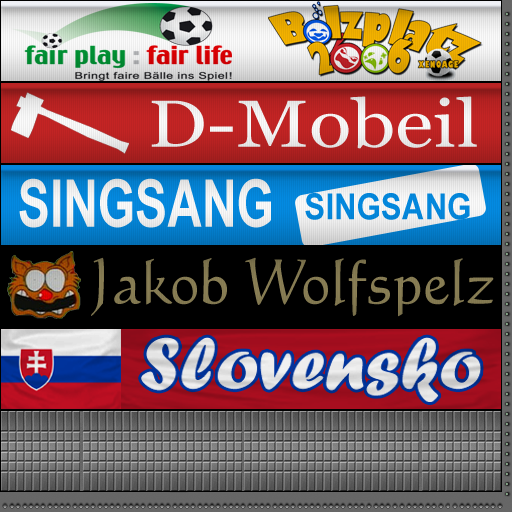 fair play : fair life
Bringt faire Bälle ins Spiel!
Bolzplatz
2006
XENOAGE
D-Mobeil
SINGSANG SINGSANG
Jakob Wolfspelz
Slovensko